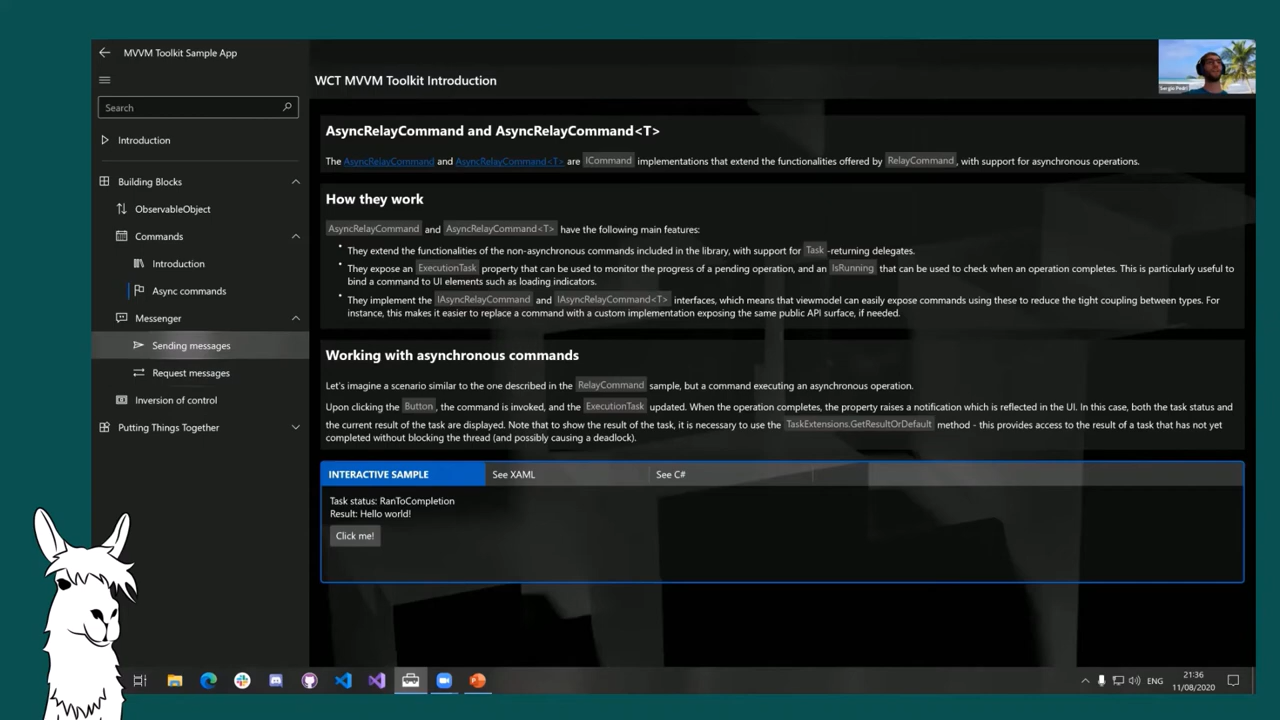 MVVM Toolkit Sample App
Search
Introduction
Building Blocks
ObservableObject
Commands
Introduction
Async commands
Messenger
Sending messages
Request messages
Inversion of control
Putting Things Together
WCT MVVM Toolkit Introduction
Sergio Pedri
AsyncRelayCommand and AsyncRelayCommand<T>
The AsyncRelayCommand and AsyncRelayCommand<T> are ICommand implementations that extend the functionalities offered by RelayCommand, with support for asynchronous operations.
How they work
AsyncRelayCommand and AsyncRelayCommand<T> have the following main features:
• They extend the functionalities of the non-asynchronous commands included in the library, with support for Task -returning delegates.
• They expose an ExecutionTask property that can be used to monitor the progress of a pending operation, and an IsRunning that can be used to check when an operation completes. This is particularly useful to
bind a command to UI elements such as loading indicators.
• They implement the IAsyncRelayCommand and IAsyncRelayCommand<T> interfaces, which means that viewmodel can easily expose commands using these to reduce the tight coupling between types. For
instance, this makes it easier to replace a command with a custom implementation exposing the same public API surface, if needed.
Working with asynchronous commands
Let's imagine a scenario similar to the one described in the RelayCommand sample, but a command executing an asynchronous operation.
Upon clicking the Button, the command is invoked, and the ExecutionTask updated. When the operation completes, the property raises a notification which is reflected in the UI. In this case, both the task status and
the current result of the task are displayed. Note that to show the result of the task, it is necessary to use the TaskExtensions.GetResultOrDefault method - this provides access to the result of a task that has not yet
completed without blocking the thread (and possibly causing a deadlock).
INTERACTIVE SAMPLE See XAML See C#
Task status: RanToCompletion
Result: Hello world!
Click me!
ENG
21:36
11/08/2020